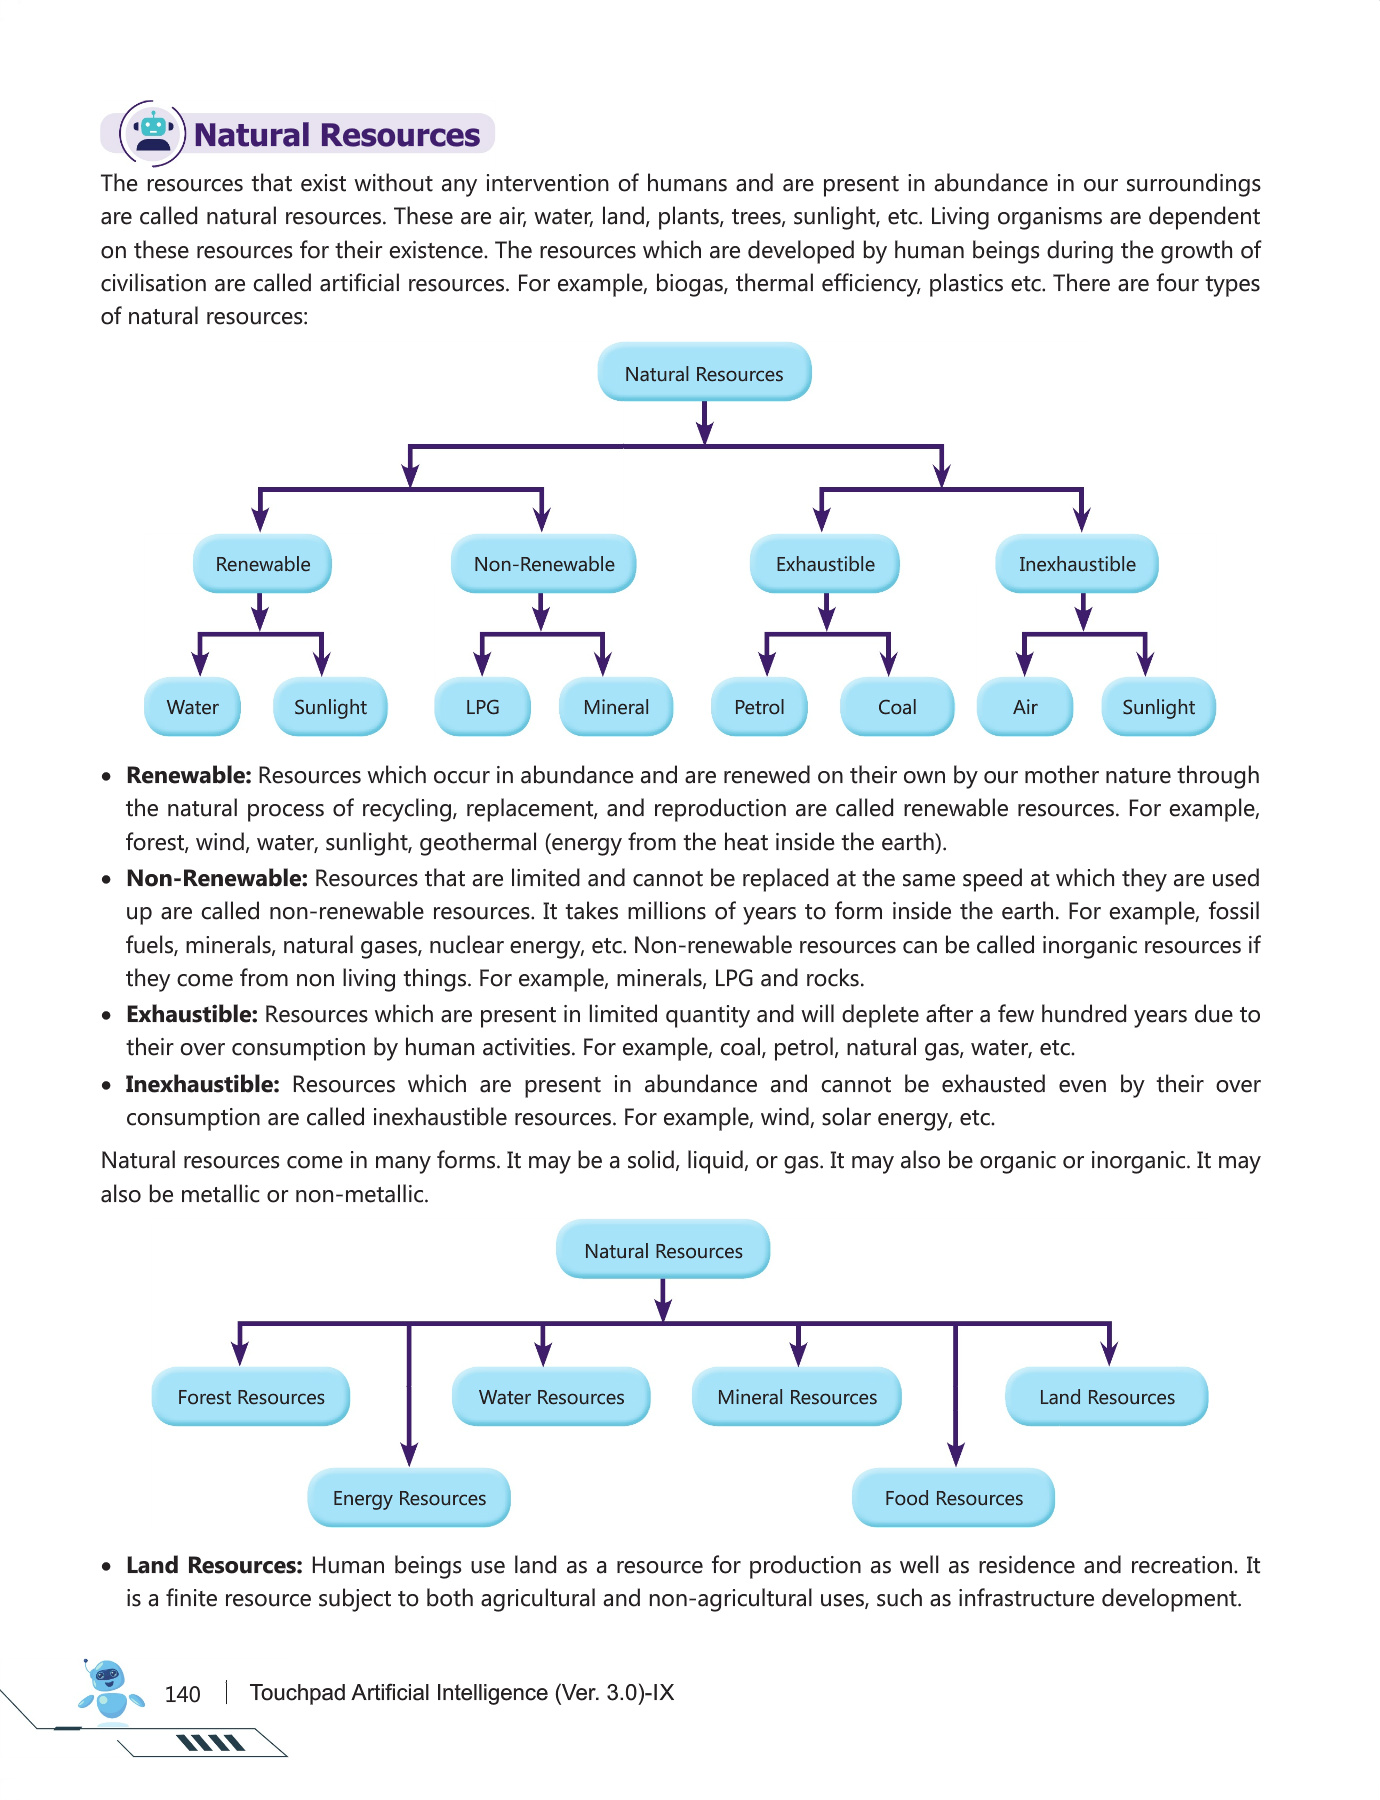 Natural Resources
The resources that exist without any intervention of humans and are present in abundance in our surroundings
are called natural resources. These are air, water, land, plants, trees, sunlight, etc. Living organisms are dependent
on these resources for their existence. The resources which are developed by human beings during the growth of
civilisation are called artificial resources. For example, biogas, thermal efficiency, plastics etc. There are four types
of natural resources:
Natural Resources
Renewable
Non-Renewable
Exhaustible
Inexhaustible
Water
Sunlight
LPG
Mineral
Petrol
Coal
Air
Sunlight
• Renewable: Resources which occur in abundance and are renewed on their own by our mother nature through
the natural process of recycling, replacement, and reproduction are called renewable resources. For example,
forest, wind, water, sunlight, geothermal (energy from the heat inside the earth).
• Non-Renewable: Resources that are limited and cannot be replaced at the same speed at which they are used
up are called non-renewable resources. It takes millions of years to form inside the earth. For example, fossil
fuels, minerals, natural gases, nuclear energy, etc. Non-renewable resources can be called inorganic resources if
they come from non living things. For example, minerals, LPG and rocks.
• Exhaustible: Resources which are present in limited quantity and will deplete after a few hundred years due to
their over consumption by human activities. For example, coal, petrol, natural gas, water, etc.
• Inexhaustible: Resources which are present in abundance and cannot be exhausted even by their over
consumption are called inexhaustible resources. For example, wind, solar energy, etc.
Natural resources come in many forms. It may be a solid, liquid, or gas. It may also be organic or inorganic. It may
also be metallic or non-metallic.
Natural Resources
Forest Resources
Water Resources
Mineral Resources
Land Resources
Energy Resources
Food Resources
• Land Resources: Human beings use land as a resource for production as well as residence and recreation. It
is a finite resource subject to both agricultural and non-agricultural uses, such as infrastructure development.
140 | Touchpad Artificial Intelligence (Ver. 3.0)-IX